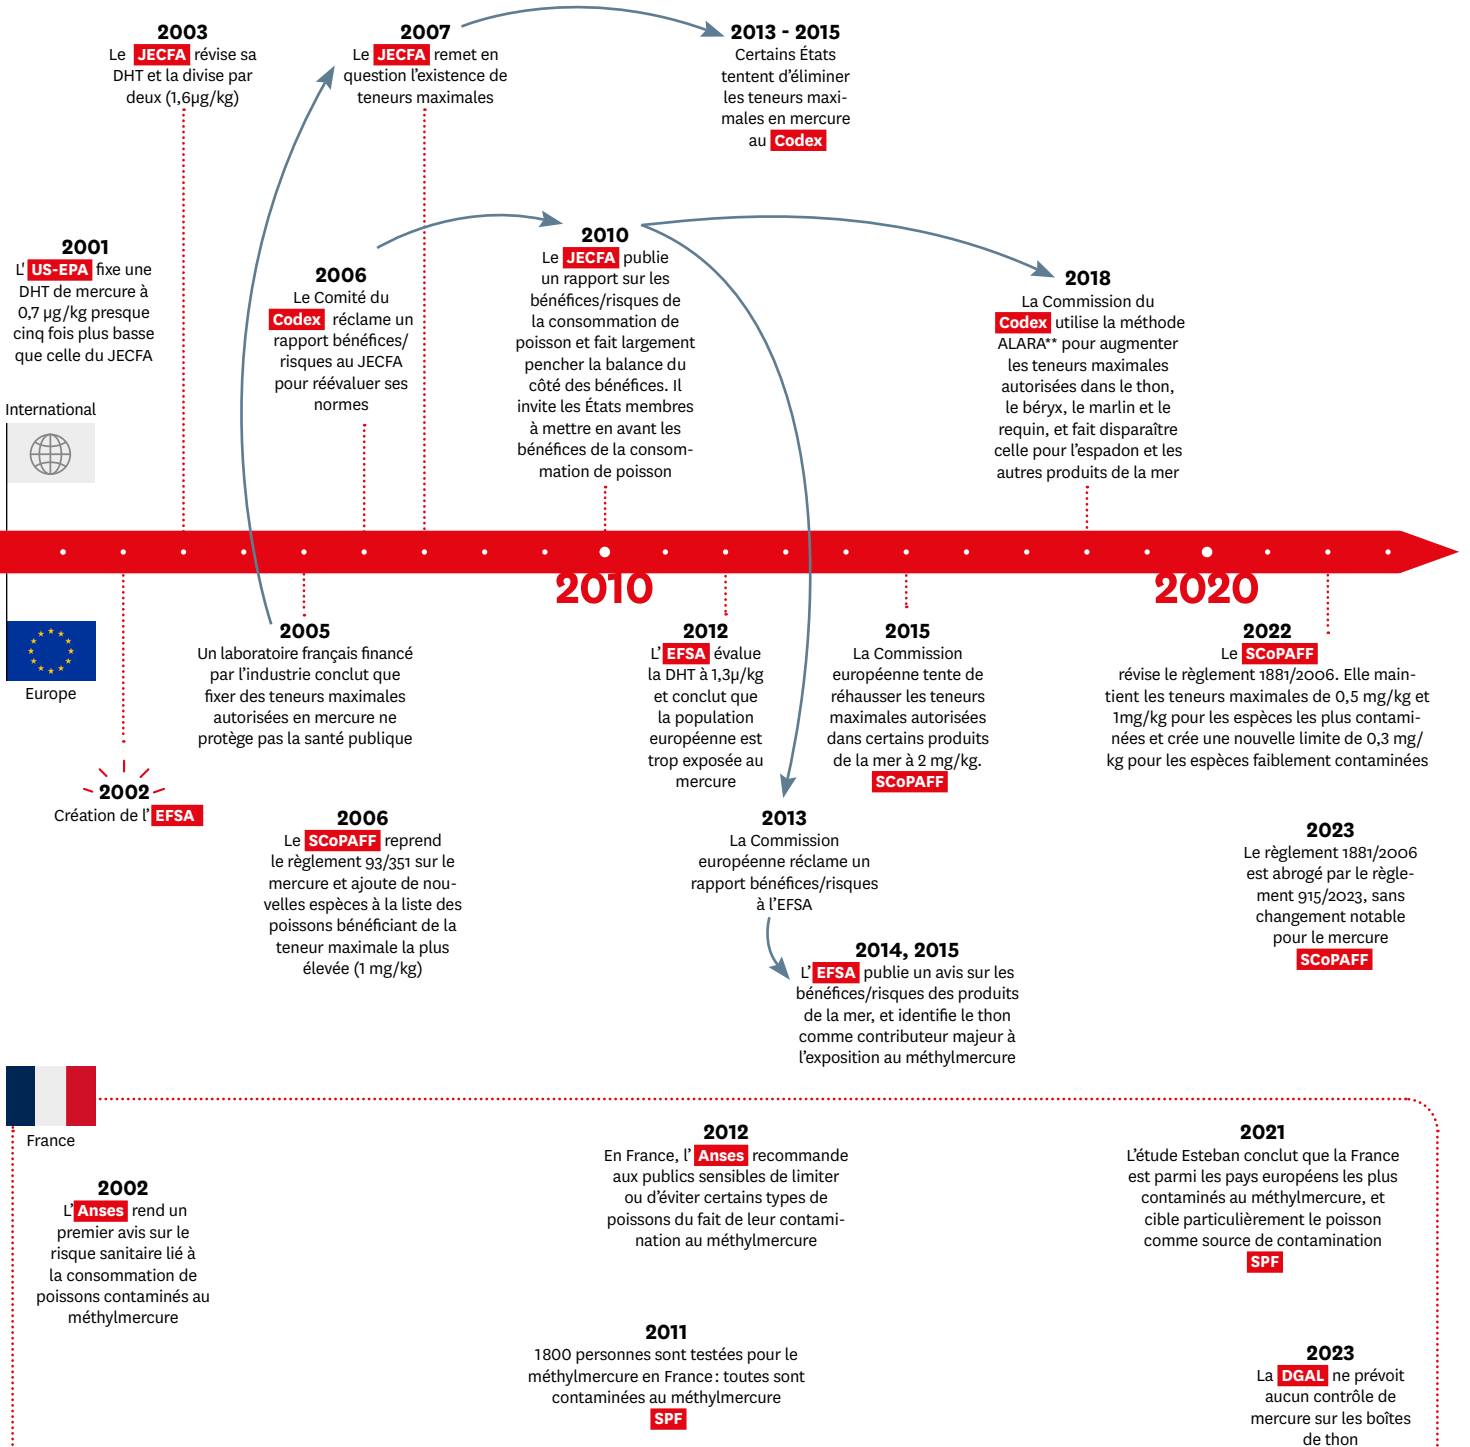 2003
Le JECFA révise sa
DHT et la divise par
deux (1,6µg/kg)
2007
Le JECFA remet en
question l'existence de
teneurs maximales
2013 - 2015
Certains États
tentent d'éliminer
les teneurs maxi-
males en mercure
au Codex
2001
L' US-EPA fixe une
DHT de mercure à
0,7 µg/kg presque
cinq fois plus basse
que celle du JECFA
2006
Le Comité du
Codex réclame un
rapport bénéfices/
risques au JECFA
pour réévaluer ses
normes
2010
Le JECFA publie
un rapport sur les
bénéfices/risques de
la consommation de
poisson et fait largement
pencher la balance du
côté des bénéfices. Il
invite les États membres
à mettre en avant les
bénéfices de la consom-
mation de poisson
2018
La Commission du
Codex utilise la méthode
ALARA** pour augmenter
les teneurs maximales
autorisées dans le thon,
le béryx, le marlin et le
requin, et fait disparaître
celle pour l'espadon et les
autres produits de la mer
International
2010
2020
Europe
2005
Un laboratoire français financé
par l'industrie conclut que
fixer des teneurs maximales
autorisées en mercure ne
protège pas la santé publique
2012
L' EFSA évalue
la DHT à 1,3µ/kg
et conclut que
la population
européenne est
trop exposée au
mercure
2015
La Commission
européenne tente de
réhausser les teneurs
maximales autorisées
dans certains produits
de la mer à 2 mg/kg.
SCoPAFF
2022
Le SCoPAFF
révise le règlement 1881/2006. Elle main-
tient les teneurs maximales de 0,5 mg/kg et
1mg/kg pour les espèces les plus contami-
nées et crée une nouvelle limite de 0,3 mg/
kg pour les espèces faiblement contaminées
2002
Création de l' EFSA
2006
Le SCoPAFF reprend
le règlement 93/351 sur le
mercure et ajoute de nou-
velles espèces à la liste des
poissons bénéficiant de la
teneur maximale la plus
élevée (1 mg/kg)
2013
La Commission
européenne réclame un
rapport bénéfices/risques
à l'EFSA
2023
Le règlement 1881/2006
est abrogé par le règle-
ment 915/2023, sans
changement notable
pour le mercure
SCoPAFF
2014, 2015
L' EFSA publie un avis sur les
bénéfices/risques des produits
de la mer, et identifie le thon
comme contributeur majeur à
l'exposition au méthylmercure
France
2002
L' Anses rend un
premier avis sur le
risque sanitaire lié à
la consommation de
poissons contaminés au
méthylmercure
2012
En France, l' Anses recommande
aux publics sensibles de limiter
ou d'éviter certains types de
poissons du fait de leur contami-
nation au méthylmercure
2021
L'étude Esteban conclut que la France
est parmi les pays européens les plus
contaminés au méthylmercure, et
cible particulièrement le poisson
comme source de contamination
SPF
2011
1800 personnes sont testées pour le
méthylmercure en France : toutes sont
contaminées au méthylmercure
SPF
2023
La DGAL ne prévoit
aucun contrôle de
mercure sur les boîtes
de thon